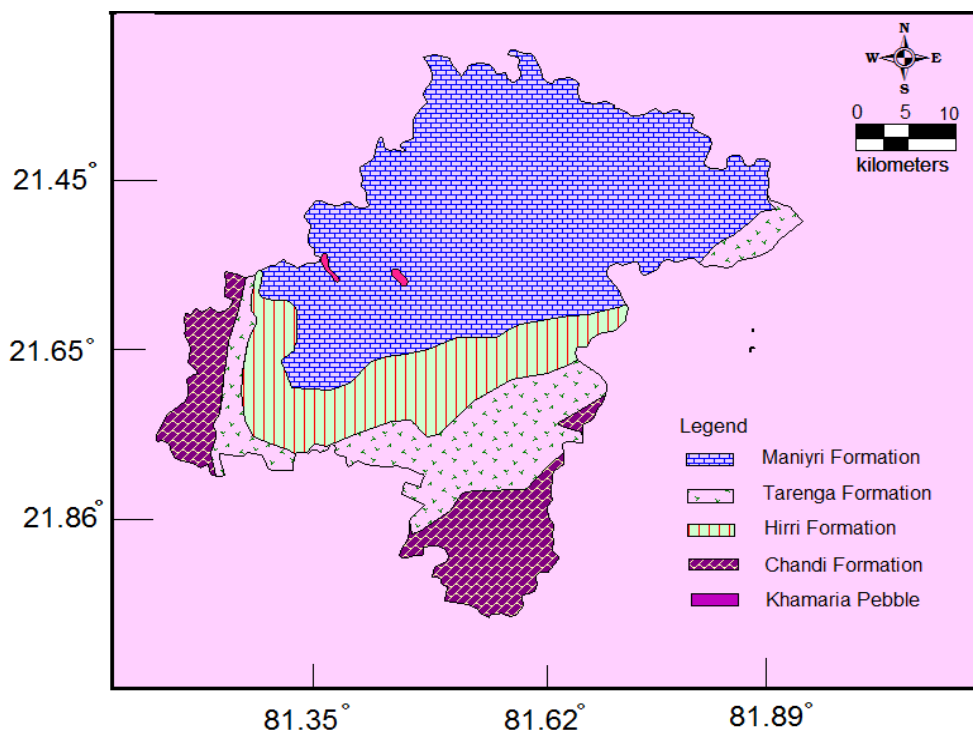 N
W E
S
0 5 10
kilometers
21.45°
21.65°
21.86°
Legend
Maniyri Formation
Tarenga Formation
Hirri Formation
Chandi Formation
Khamaria Pebble
81.35° 81.62° 81.89°